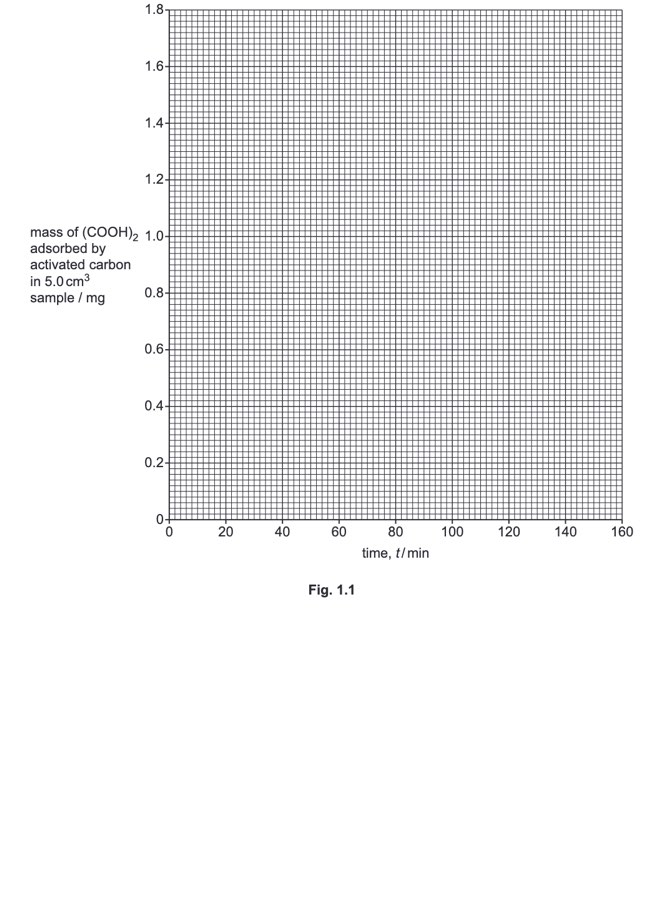 1.8
1.6
1.4
1.2
mass of (COOH)₂ 1.0
adsorbed by
activated carbon
in 5.0 cm³ 0.8
sample / mg
0.6
0.4
0.2
0
0 20 40 60 80 100 120 140 160
time, t / min
Fig. 1.1